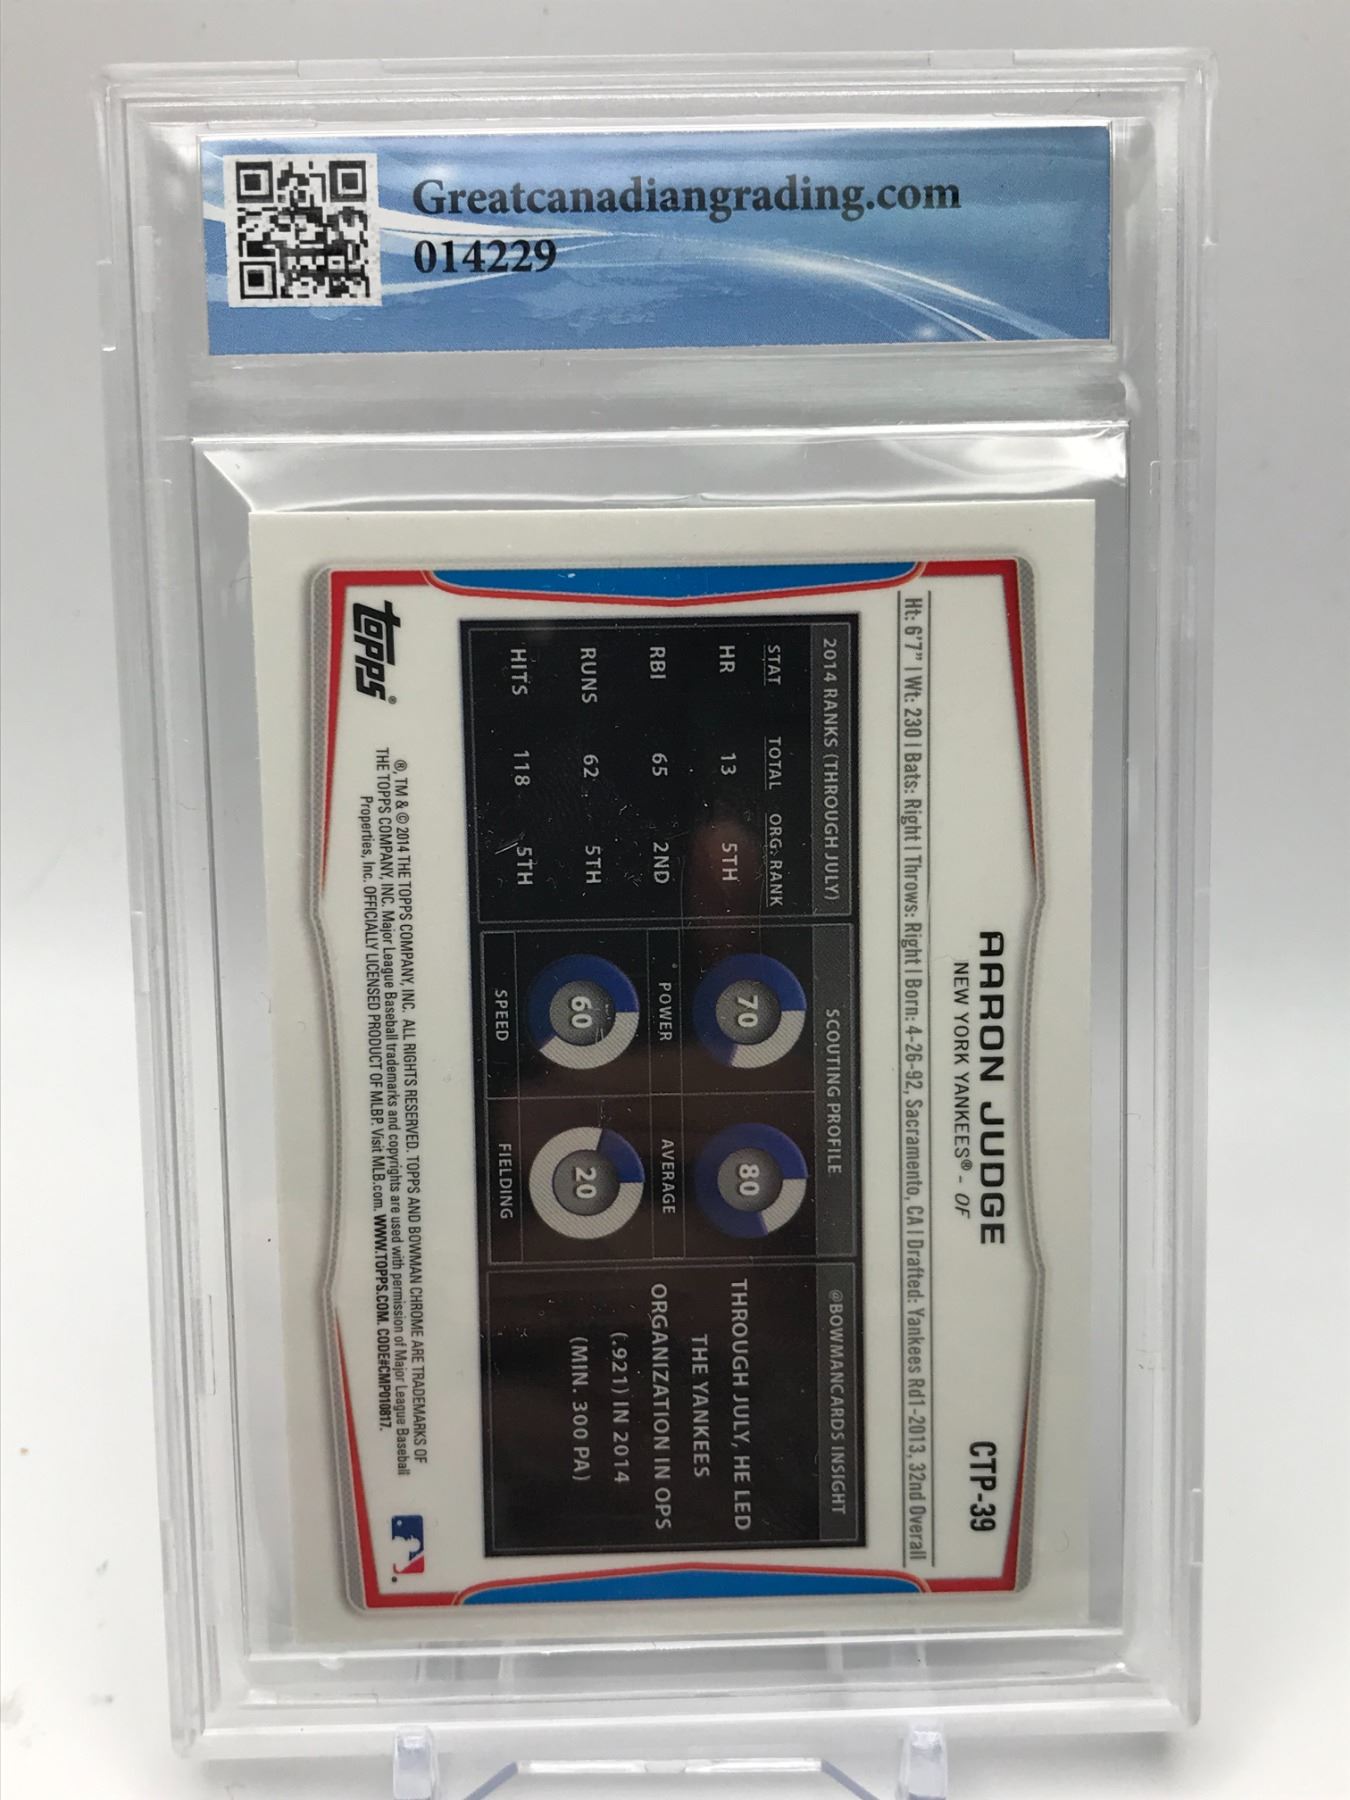 Greatcanadiangrading.com
014229
AARON JUDGE
NEW YORK YANKEES® - OF
CTP-39
Ht: 6'7" | Wt: 230 | Bats: Right | Throws: Right | Born: 4-26-92, Sacramento, CA | Drafted: Yankees Rd1-2013, 32nd Overall
2014 RANKS (THROUGH JULY)
STAT TOTAL ORG. RANK
HR 13 5TH
RBI 65 2ND
RUNS 62 5TH
HITS 118 5TH
SCOUTING PROFILE
70 80
POWER AVERAGE
60 20
SPEED FIELDING
@BOWMANCARDS INSIGHT
THROUGH JULY, HE LED
THE YANKEES
ORGANIZATION IN OPS
(.921) IN 2014
(MIN. 300 PA)
topps®
®, TM & © 2014 THE TOPPS COMPANY, INC. ALL RIGHTS RESERVED. TOPPS AND BOWMAN CHROME ARE TRADEMARKS OF
THE TOPPS COMPANY, INC. Major League Baseball trademarks and copyrights are used with permission of Major League Baseball
Properties, Inc. OFFICIALLY LICENSED PRODUCT OF MLBP. Visit MLB.com. WWW.TOPPS.COM. CODE#CMP010817.